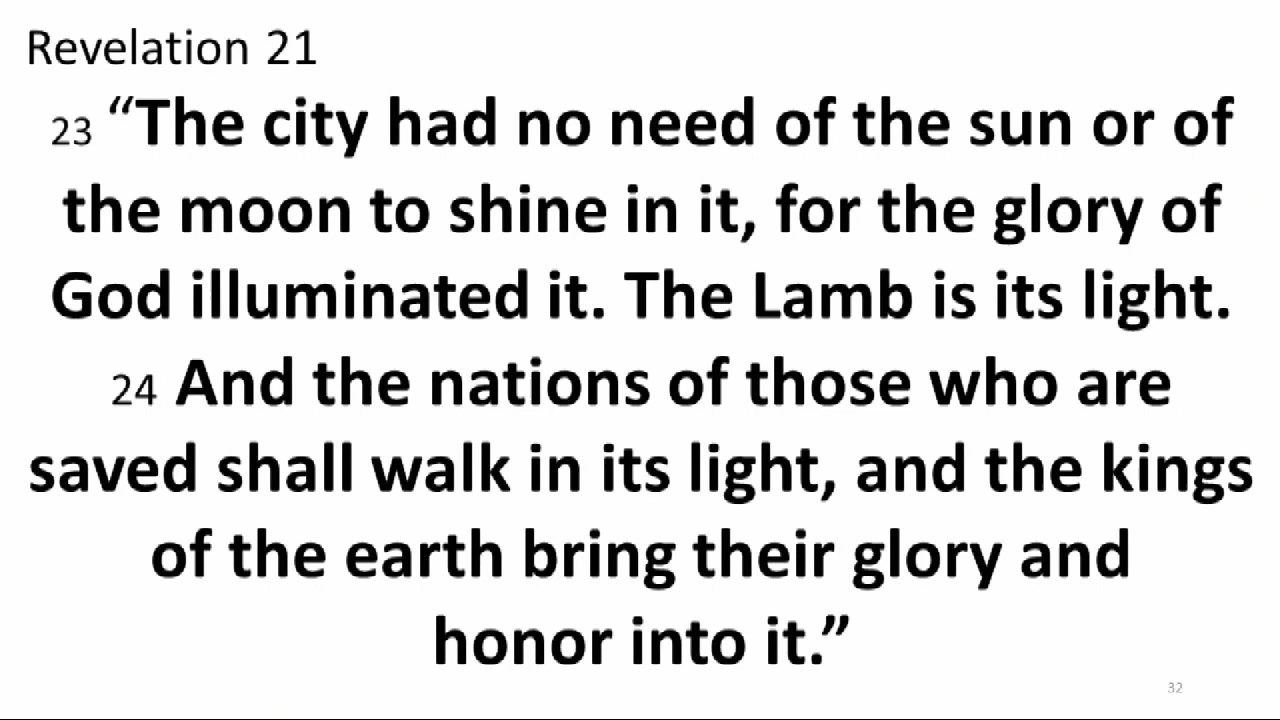 Revelation 21
23 “The city had no need of the sun or of
the moon to shine in it, for the glory of
God illuminated it. The Lamb is its light.
24 And the nations of those who are
saved shall walk in its light, and the kings
of the earth bring their glory and
honor into it.”
32